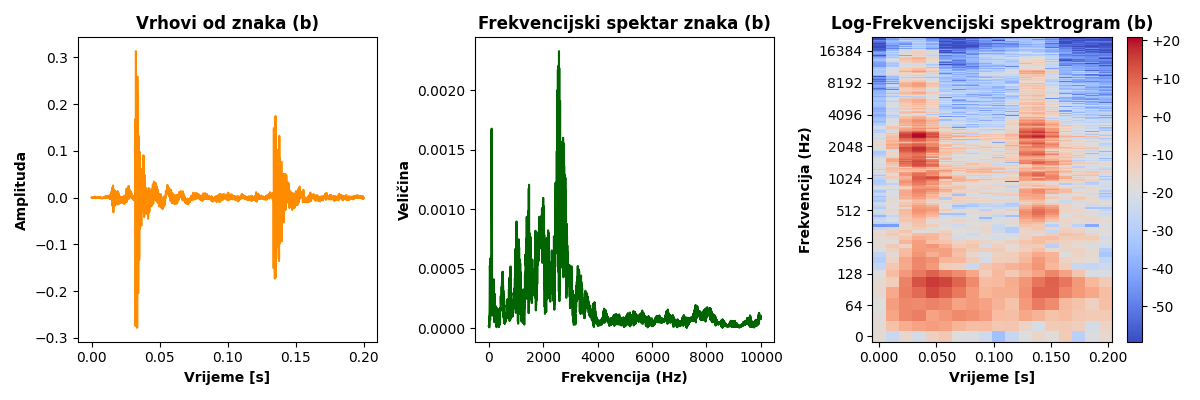 Vrhovi od znaka (b)
Amplituda
0.3
0.2
0.1
0.0
−0.1
−0.2
−0.3
0.00 0.05 0.10 0.15 0.20
Vrijeme [s]
Frekvencijski spektar znaka (b)
Veličina
0.0020
0.0015
0.0010
0.0005
0.0000
0 2000 4000 6000 8000 10000
Frekvencija (Hz)
Log-Frekvencijski spektrogram (b)
Frekvencija (Hz)
16384
8192
4096
2048
1024
512
256
128
64
0
0.000 0.050 0.100 0.150 0.200
Vrijeme [s]
+20
+10
+0
-10
-20
-30
-40
-50